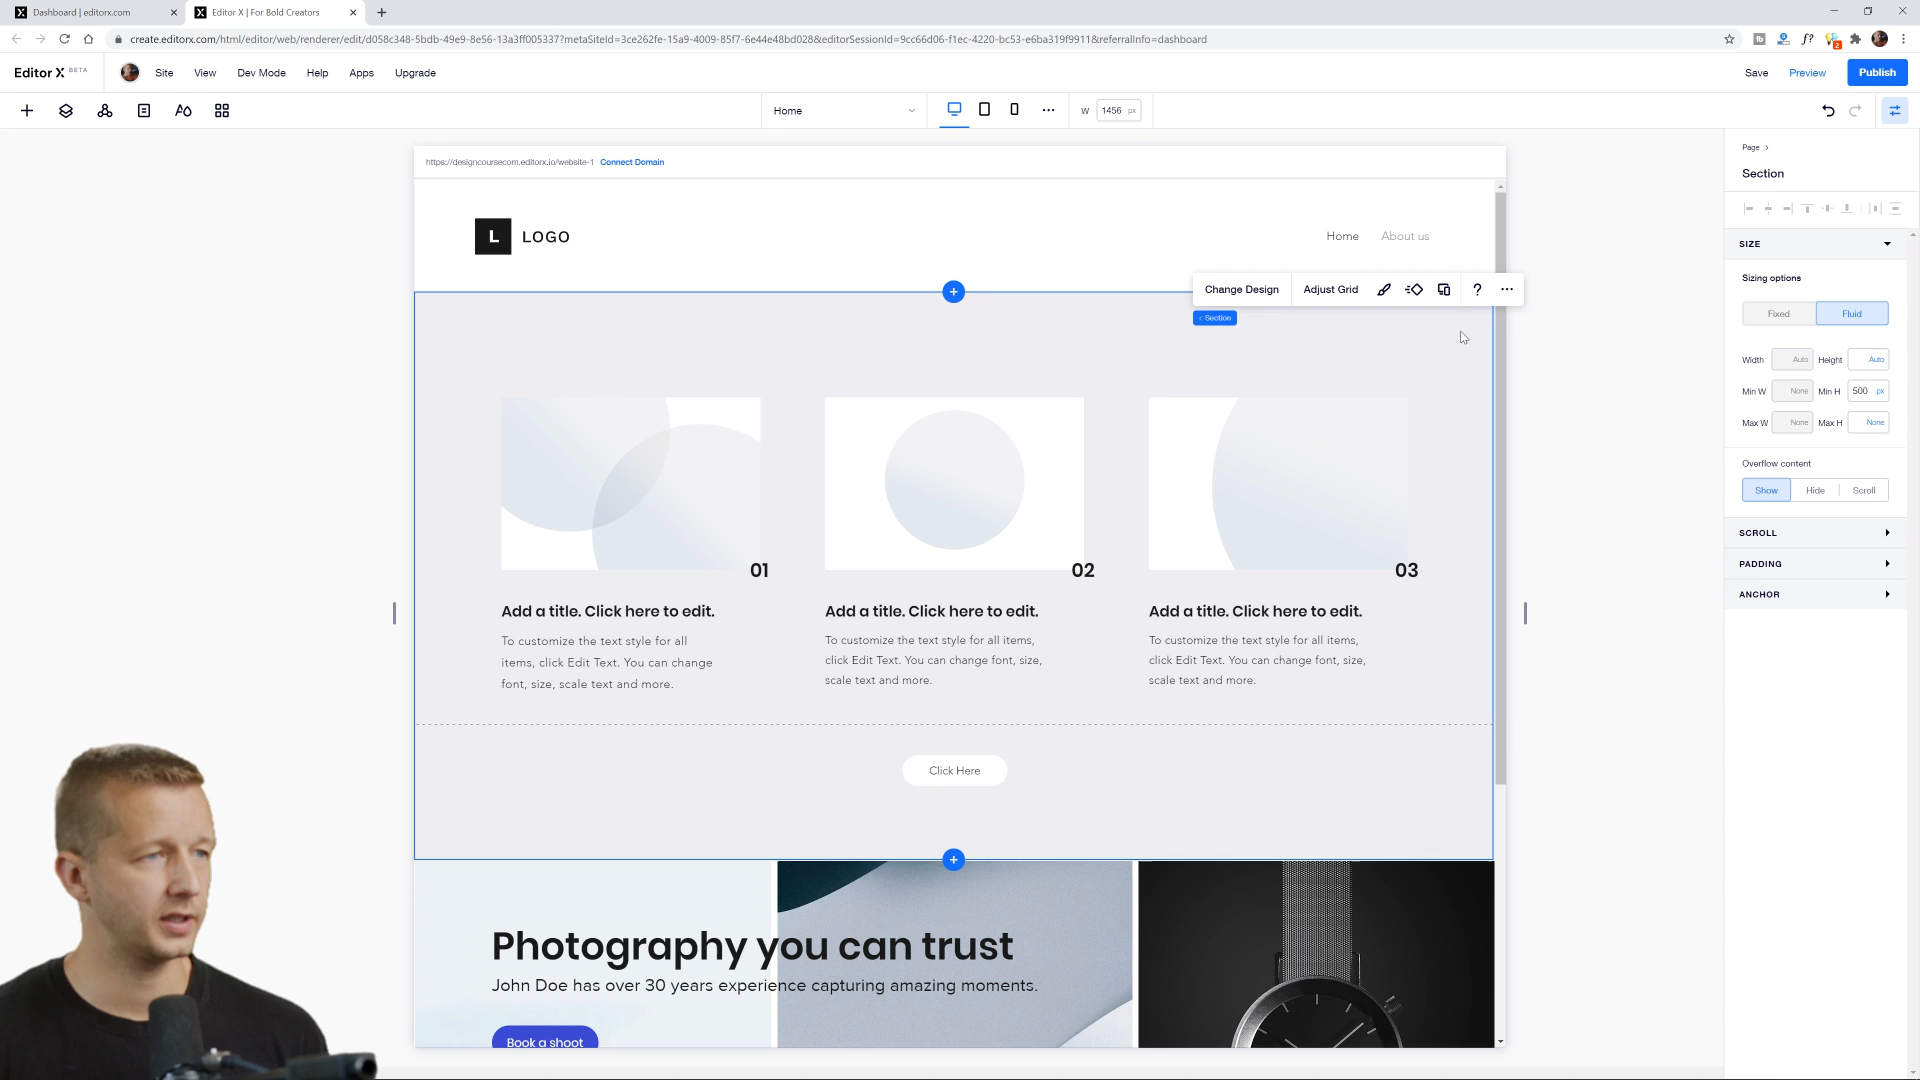 Dashboard | editorx.com
Editor X | For Bold Creators
create.editorx.com/html/editor/web/renderer/edit/d058c348-5bdb-49e9-8e56-13a3ff005337?metaSiteId=3ce262fe-15a9-4009-85f7-6e44e48bd028&editorSessionId=9cc66d06-f1ec-4220-bc53-e6ba319f9911&referralInfo=dashboard
f?
2
Editor X BETA
Site
View
Dev Mode
Help
Apps
Upgrade
Save
Preview
Publish
Home
W
1456 px
https://designcoursecom.editorx.io/website-1 Connect Domain
L
LOGO
Home
About us
Change Design
Adjust Grid
?
< Section
01
02
03
Add a title. Click here to edit.
To customize the text style for all
items, click Edit Text. You can change
font, size, scale text and more.
Add a title. Click here to edit.
To customize the text style for all items,
click Edit Text. You can change font, size,
scale text and more.
Add a title. Click here to edit.
To customize the text style for all items,
click Edit Text. You can change font, size,
scale text and more.
Click Here
Photography you can trust
John Doe has over 30 years experience capturing amazing moments.
Book a shoot
Page >
Section
SIZE
Sizing options
Fixed
Fluid
Width Auto Height Auto
Min W None Min H 500 px
Max W None Max H None
Overflow content
Show
Hide
Scroll
SCROLL
PADDING
ANCHOR